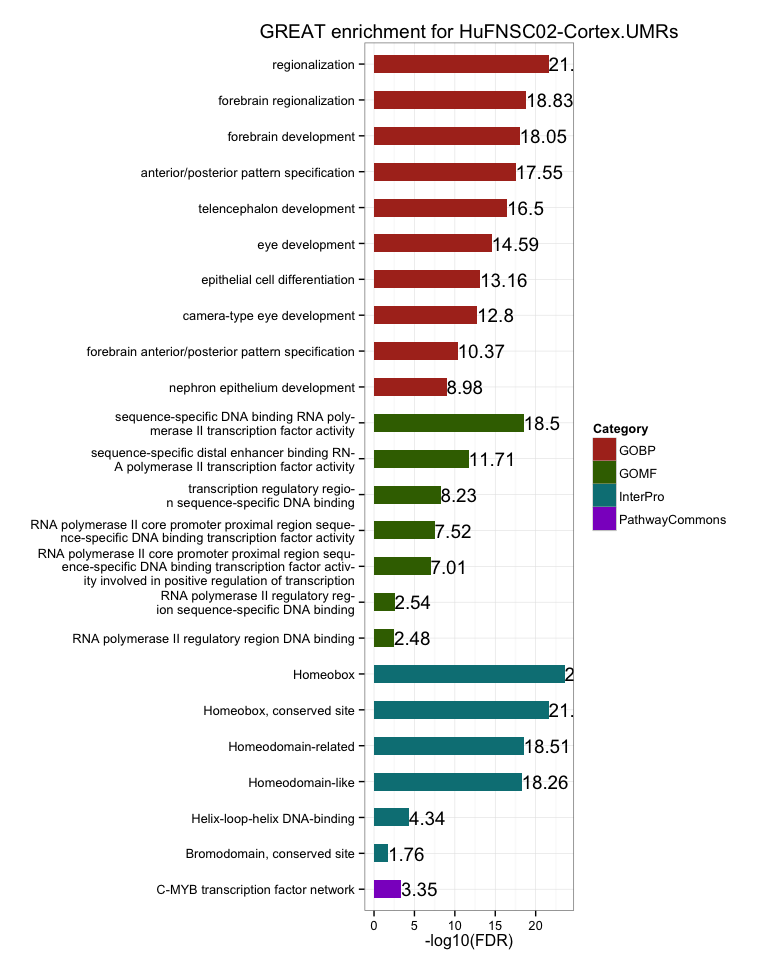 GREAT enrichment for HuFNSC02-Cortex.UMRs
regionalization
21.
forebrain regionalization
18.83
forebrain development
18.05
anterior/posterior pattern specification
17.55
telencephalon development
16.5
eye development
14.59
epithelial cell differentiation
13.16
camera-type eye development
12.8
forebrain anterior/posterior pattern specification
10.37
nephron epithelium development
8.98
sequence-specific DNA binding RNA poly-
merase II transcription factor activity
18.5
sequence-specific distal enhancer binding RN-
A polymerase II transcription factor activity
11.71
transcription regulatory regio-
n sequence-specific DNA binding
8.23
RNA polymerase II core promoter proximal region seque-
nce-specific DNA binding transcription factor activity
7.52
RNA polymerase II core promoter proximal region sequ-
ence-specific DNA binding transcription factor activ-
ity involved in positive regulation of transcription
7.01
RNA polymerase II regulatory reg-
ion sequence-specific DNA binding
2.54
RNA polymerase II regulatory region DNA binding
2.48
Homeobox
2
Homeobox, conserved site
21.
Homeodomain-related
18.51
Homeodomain-like
18.26
Helix-loop-helix DNA-binding
4.34
Bromodomain, conserved site
1.76
C-MYB transcription factor network
3.35
0 5 10 15 20
-log10(FDR)
Category
GOBP
GOMF
InterPro
PathwayCommons